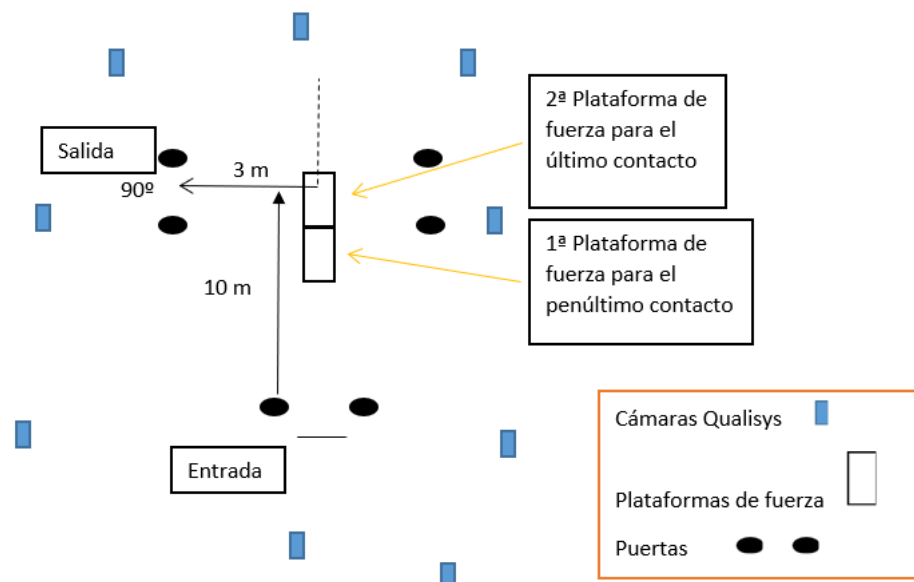 2ª Plataforma de
fuerza para el
último contacto
Salida
3 m
90º
1ª Plataforma de
fuerza para el
penúltimo contacto
10 m
Entrada
Cámaras Qualisys
Plataformas de fuerza
Puertas